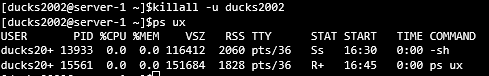 [ducks2002@server-1 ~]$killall -u ducks2002
[ducks2002@server-1 ~]$ps ux
USER       PID %CPU %MEM    VSZ   RSS TTY      STAT START   TIME COMMAND
ducks20+ 13933  0.0  0.0 116412  2060 pts/36   Ss   16:30   0:00 -sh
ducks20+ 15561  0.0  0.0 151684  1828 pts/36   R+   16:45   0:00 ps ux